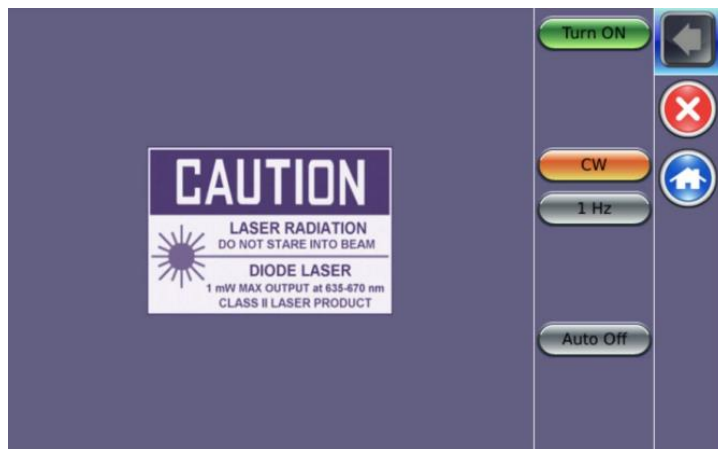 CAUTION
LASER RADIATION
DO NOT STARE INTO BEAM
DIODE LASER
1 mW MAX OUTPUT at 635-670 nm
CLASS II LASER PRODUCT
Turn ON
CW
1 Hz
Auto Off